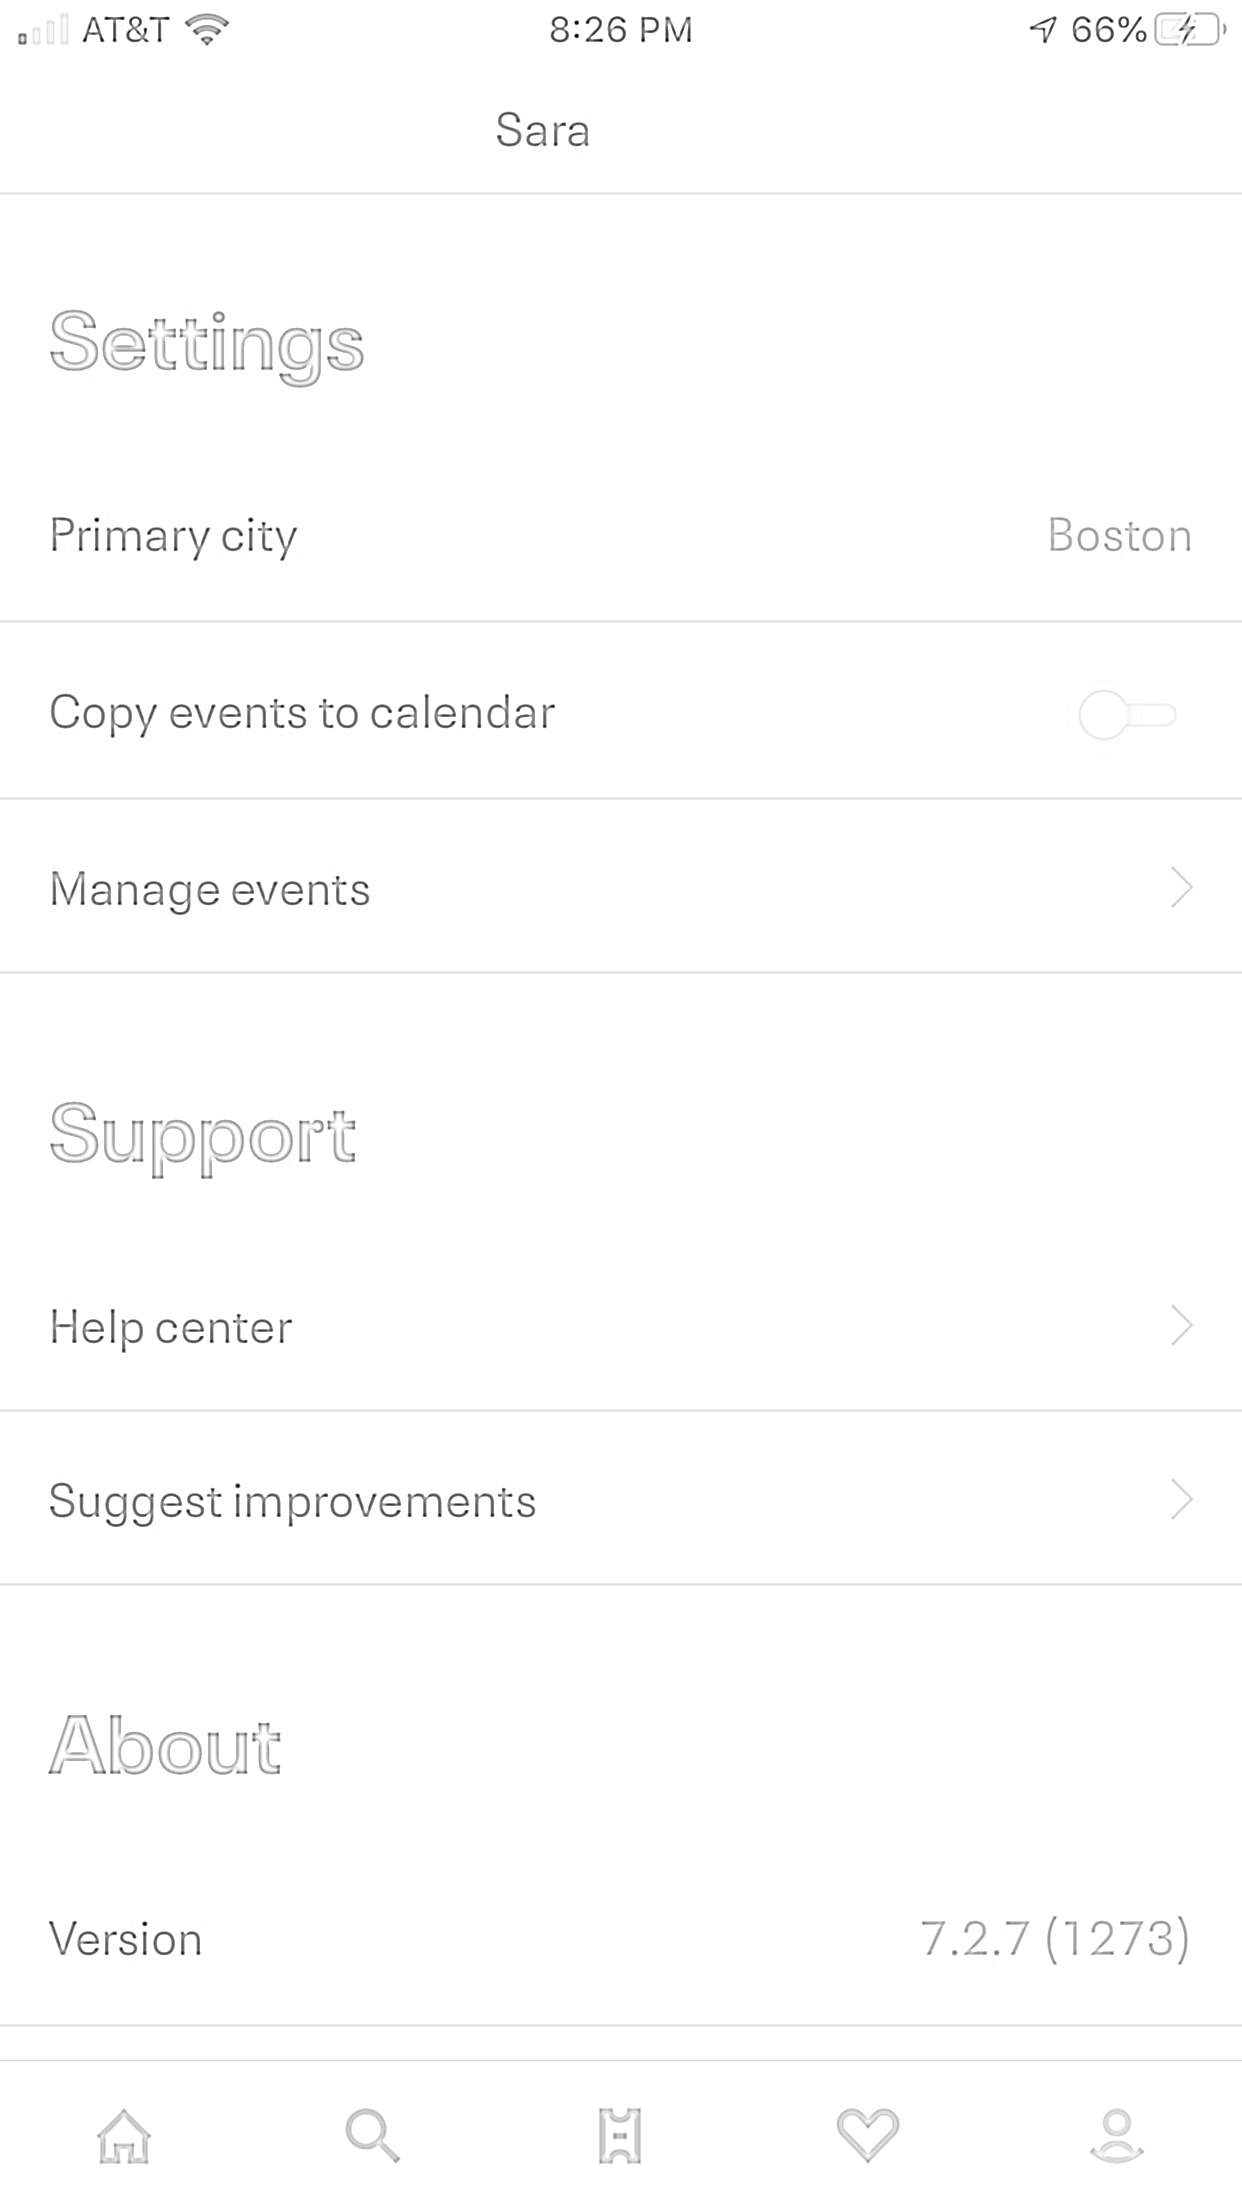 AT&T 8:26 PM 66%
Sara
Settings
Primary city Boston
Copy events to calendar
Manage events
Support
Help center
Suggest improvements
About
Version 7.2.7 (1273)